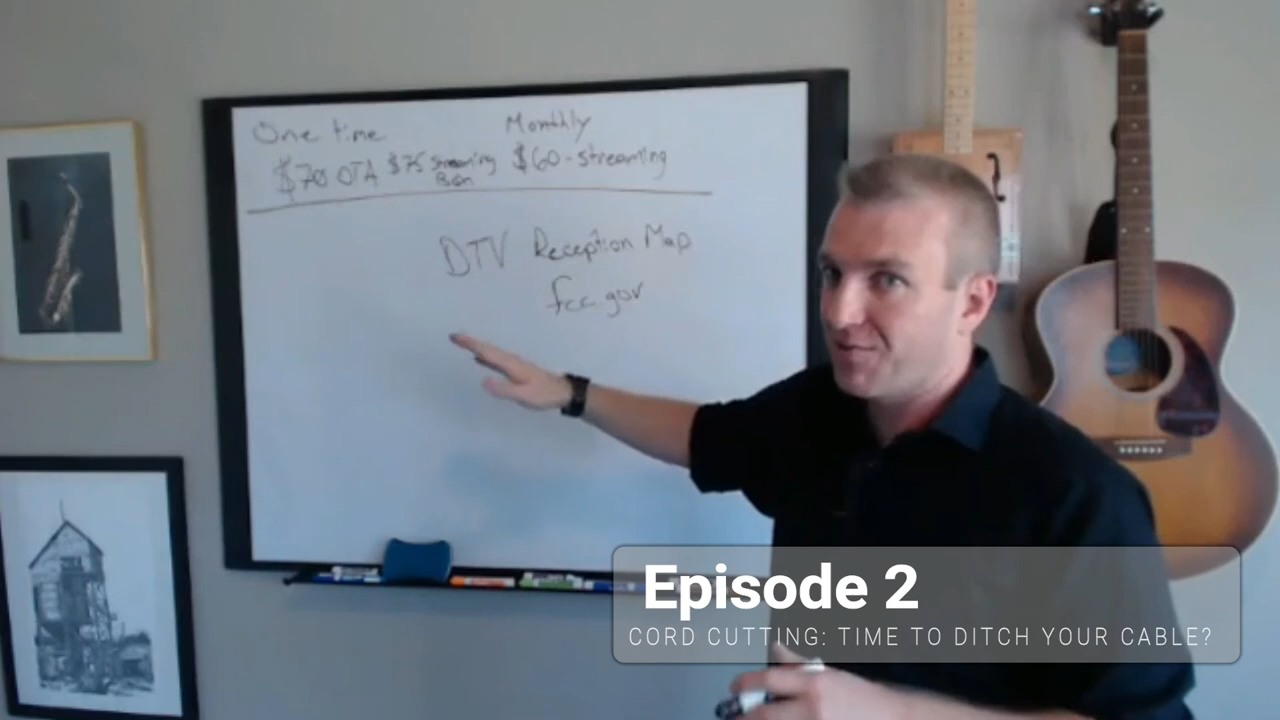 One time
Monthly
$70 OTA $75 Streaming Box $60-streaming
DTV Reception Map
fcc.gov
Episode 2
CORD CUTTING: TIME TO DITCH YOUR CABLE?